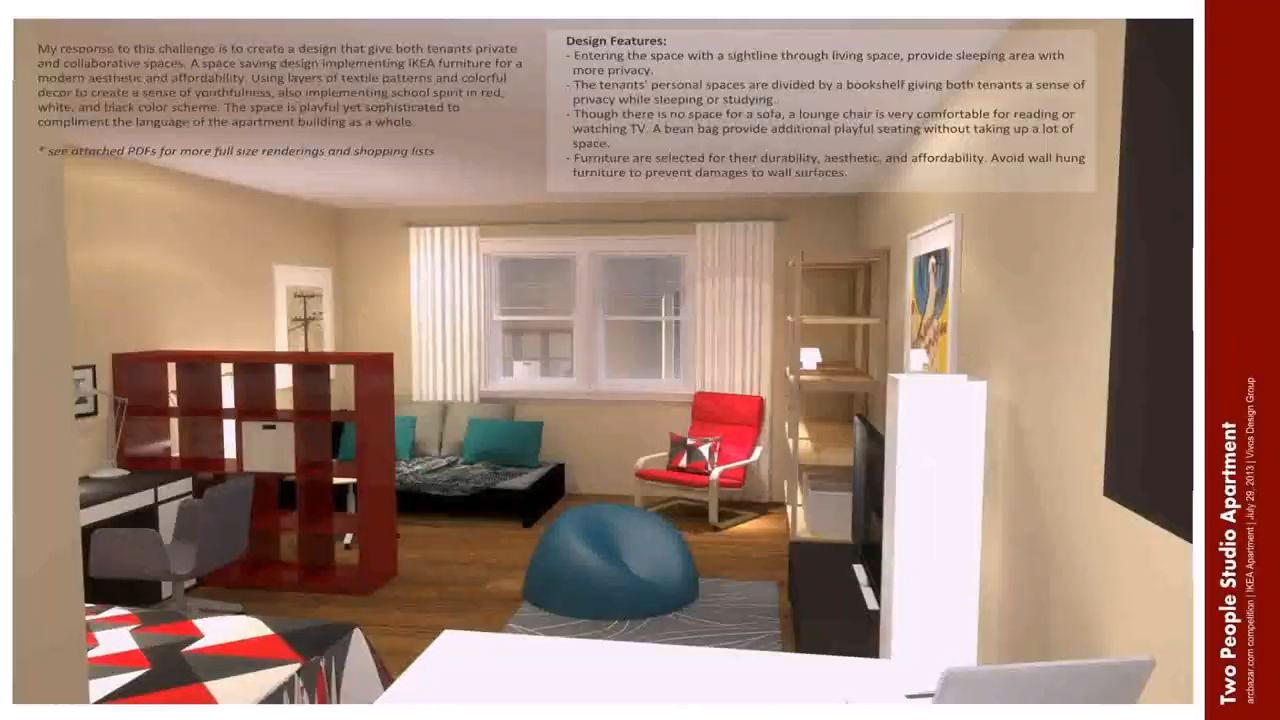 My response to this challenge is to create a design that give both tenants private
and collaborative spaces. A space saving design implementing IKEA furniture for a
modern aesthetic and affordability. Using layers of textile patterns and colorful
decor to create a sense of youthfulness, also implementing school spirit in red,
white, and black color scheme. The space is playful yet sophisticated to
compliment the language of the apartment building as a whole.
* see attached PDFs for more full size renderings and shopping lists
Design Features:
- Entering the space with a sightline through living space, provide sleeping area with
more privacy.
- The tenants' personal spaces are divided by a bookshelf giving both tenants a sense of
privacy while sleeping or studying.
- Though there is no space for a sofa, a lounge chair is very comfortable for reading or
watching TV. A bean bag provide additional playful seating without taking up a lot of
space.
- Furniture are selected for their durability, aesthetic, and affordability. Avoid wall hung
furniture to prevent damages to wall surfaces.
Two People Studio Apartment
arcbazar.com competition | IKEA Apartment | July 29, 2013 | Vivos Design Group